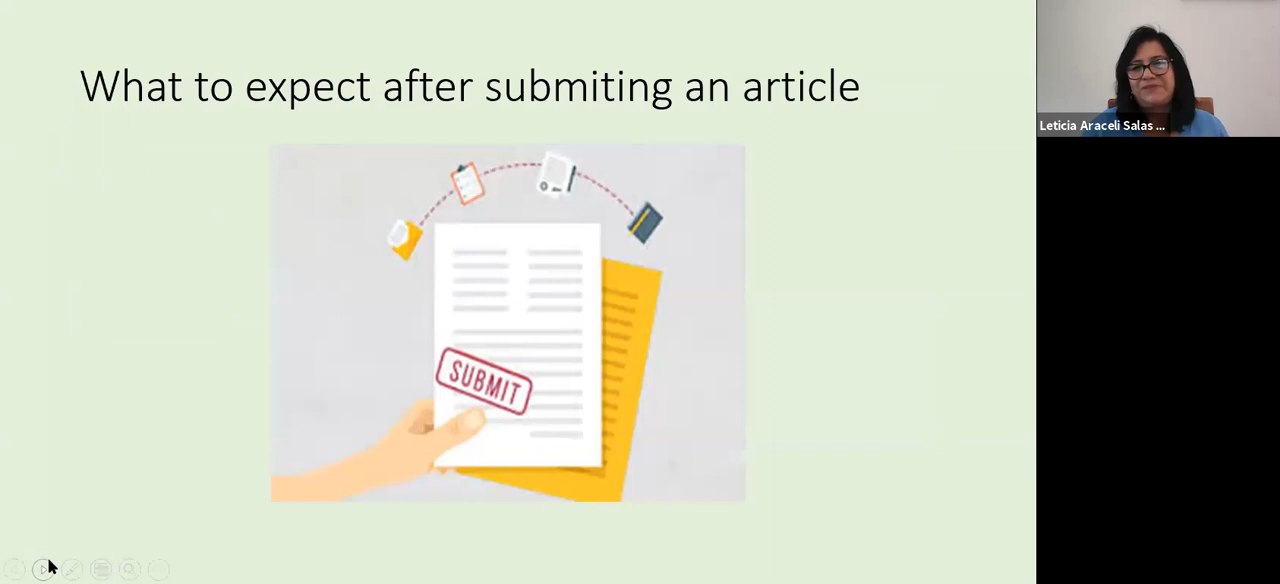 What to expect after submiting an article
SUBMIT
Leticia Araceli Salas ...